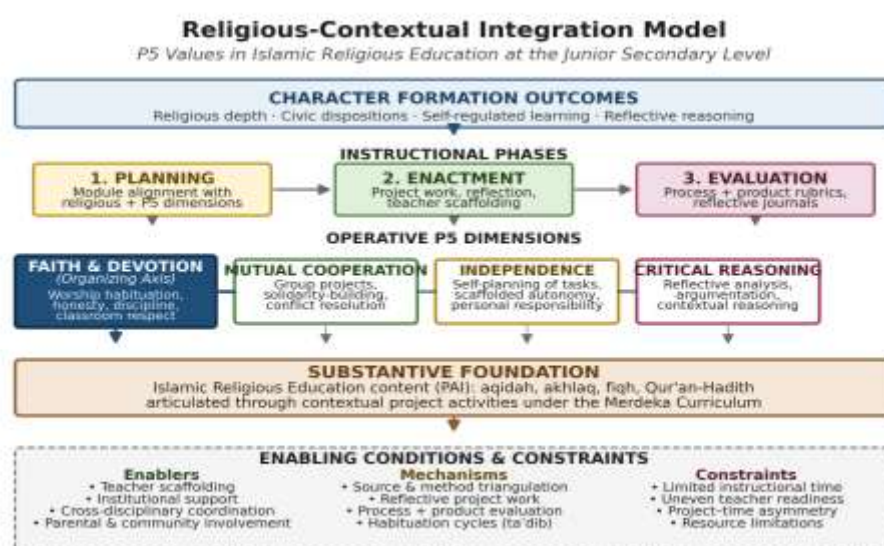 Religious-Contextual Integration Model
P5 Values in Islamic Religious Education at the Junior Secondary Level
CHARACTER FORMATION OUTCOMES
Religious depth · Civic dispositions · Self-regulated learning · Reflective reasoning
INSTRUCTIONAL PHASES
1. PLANNING
Module alignment with
religious + P5 dimensions
2. ENACTMENT
Project work, reflection,
teacher scaffolding
3. EVALUATION
Process + product rubrics,
reflective journals
OPERATIVE P5 DIMENSIONS
FAITH & DEVOTION
(Organizing Axis)
Worship habituation,
honesty, discipline,
classroom respect
MUTUAL COOPERATION
Group projects,
solidarity-building,
conflict resolution
INDEPENDENCE
Self-planning of tasks,
scaffolded autonomy,
personal responsibility
CRITICAL REASONING
Reflective analysis,
argumentation,
contextual reasoning
SUBSTANTIVE FOUNDATION
Islamic Religious Education content (PAI): aqidah, akhlaq, fiqh, Qur'an-Hadith
articulated through contextual project activities under the Merdeka Curriculum
ENABLING CONDITIONS & CONSTRAINTS
Enablers
• Teacher scaffolding
• Institutional support
• Cross-disciplinary coordination
• Parental & community involvement
Mechanisms
• Source & method triangulation
• Reflective project work
• Process + product evaluation
• Habituation cycles (ta'dib)
Constraints
• Limited instructional time
• Uneven teacher readiness
• Project-time asymmetry
• Resource limitations